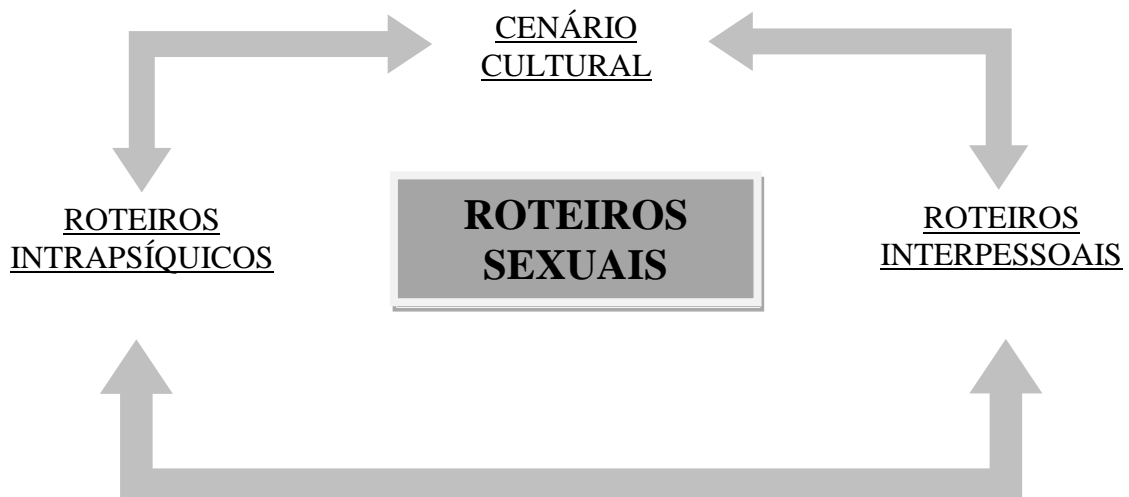 CENÁRIO
CULTURAL
ROTEIROS
INTRAPSÍQUICOS
ROTEIROS
SEXUAIS
ROTEIROS
INTERPESSOAIS